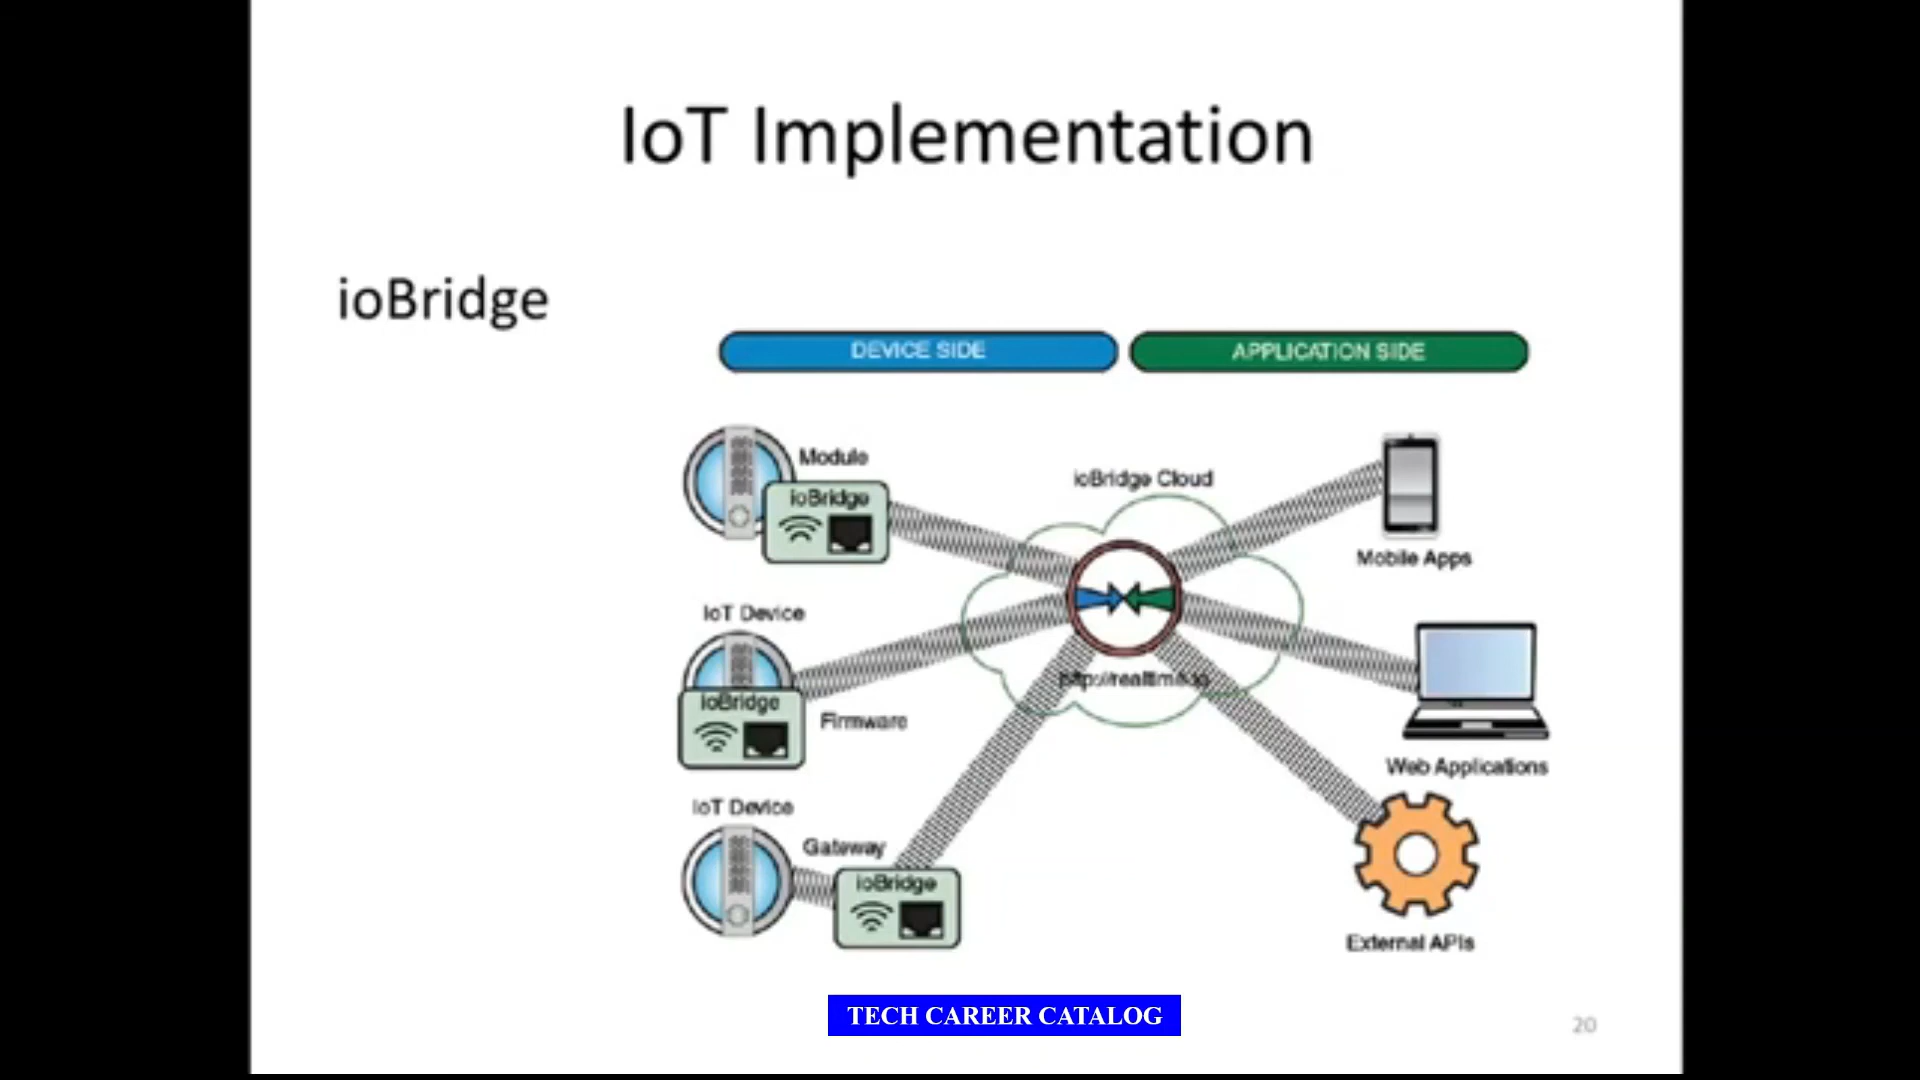 IoT Implementation
ioBridge
DEVICE SIDE
APPLICATION SIDE
Module
ioBridge
ioBridge Cloud
Mobile Apps
IoT Device
ioBridge
Firmware
Web Applications
IoT Device
Gateway
ioBridge
External APIs
TECH CAREER CATALOG
20